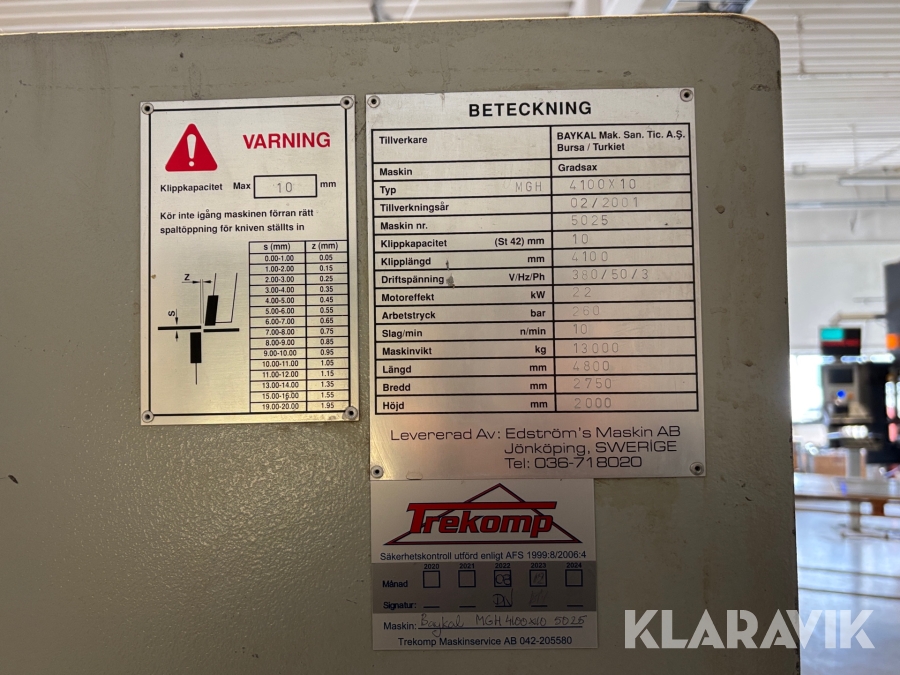 VARNING
Klippkapacitet Max 10 mm
Kör inte igång maskinen förran rätt
spaltöppning för kniven ställts in
s (mm) z (mm)
0.00-1.00 0.05
1.00-2.00 0.15
2.00-3.00 0.25
3.00-4.00 0.35
4.00-5.00 0.45
5.00-6.00 0.55
6.00-7.00 0.65
7.00-8.00 0.75
8.00-9.00 0.85
9.00-10.00 0.95
10.00-11.00 1.05
11.00-12.00 1.15
13.00-14.00 1.35
15.00-16.00 1.55
19.00-20.00 1.95
Z
S
BETECKNING
Tillverkare BAYKAL Mak. San. Tic. A.Ş.
Bursa / Turkiet
Maskin Gradsax
Typ MGH 4100X10
Tillverkningsår 02/2001
Maskin nr. 5025
Klippkapacitet (St 42) mm 10
Klipplängd mm 4100
Driftspänning V/Hz/Ph 380/50/3
Motoreffekt kW 22
Arbetstryck bar 260
Slag/min n/min 10
Maskinvikt kg 13000
Längd mm 4800
Bredd mm 2750
Höjd mm 2000
Levererad Av: Edström's Maskin AB
Jönköping, SWERIGE
Tel: 036-718020
Trekomp
Säkerhetskontroll utförd enligt AFS 1999:8/2006:4
2020 2021 2022 2023 2024
Månad 08
Signatur:
Maskin: Baykal MGH 4100x10 5025
Trekomp Maskinservice AB 042-205580
KLARAVIK